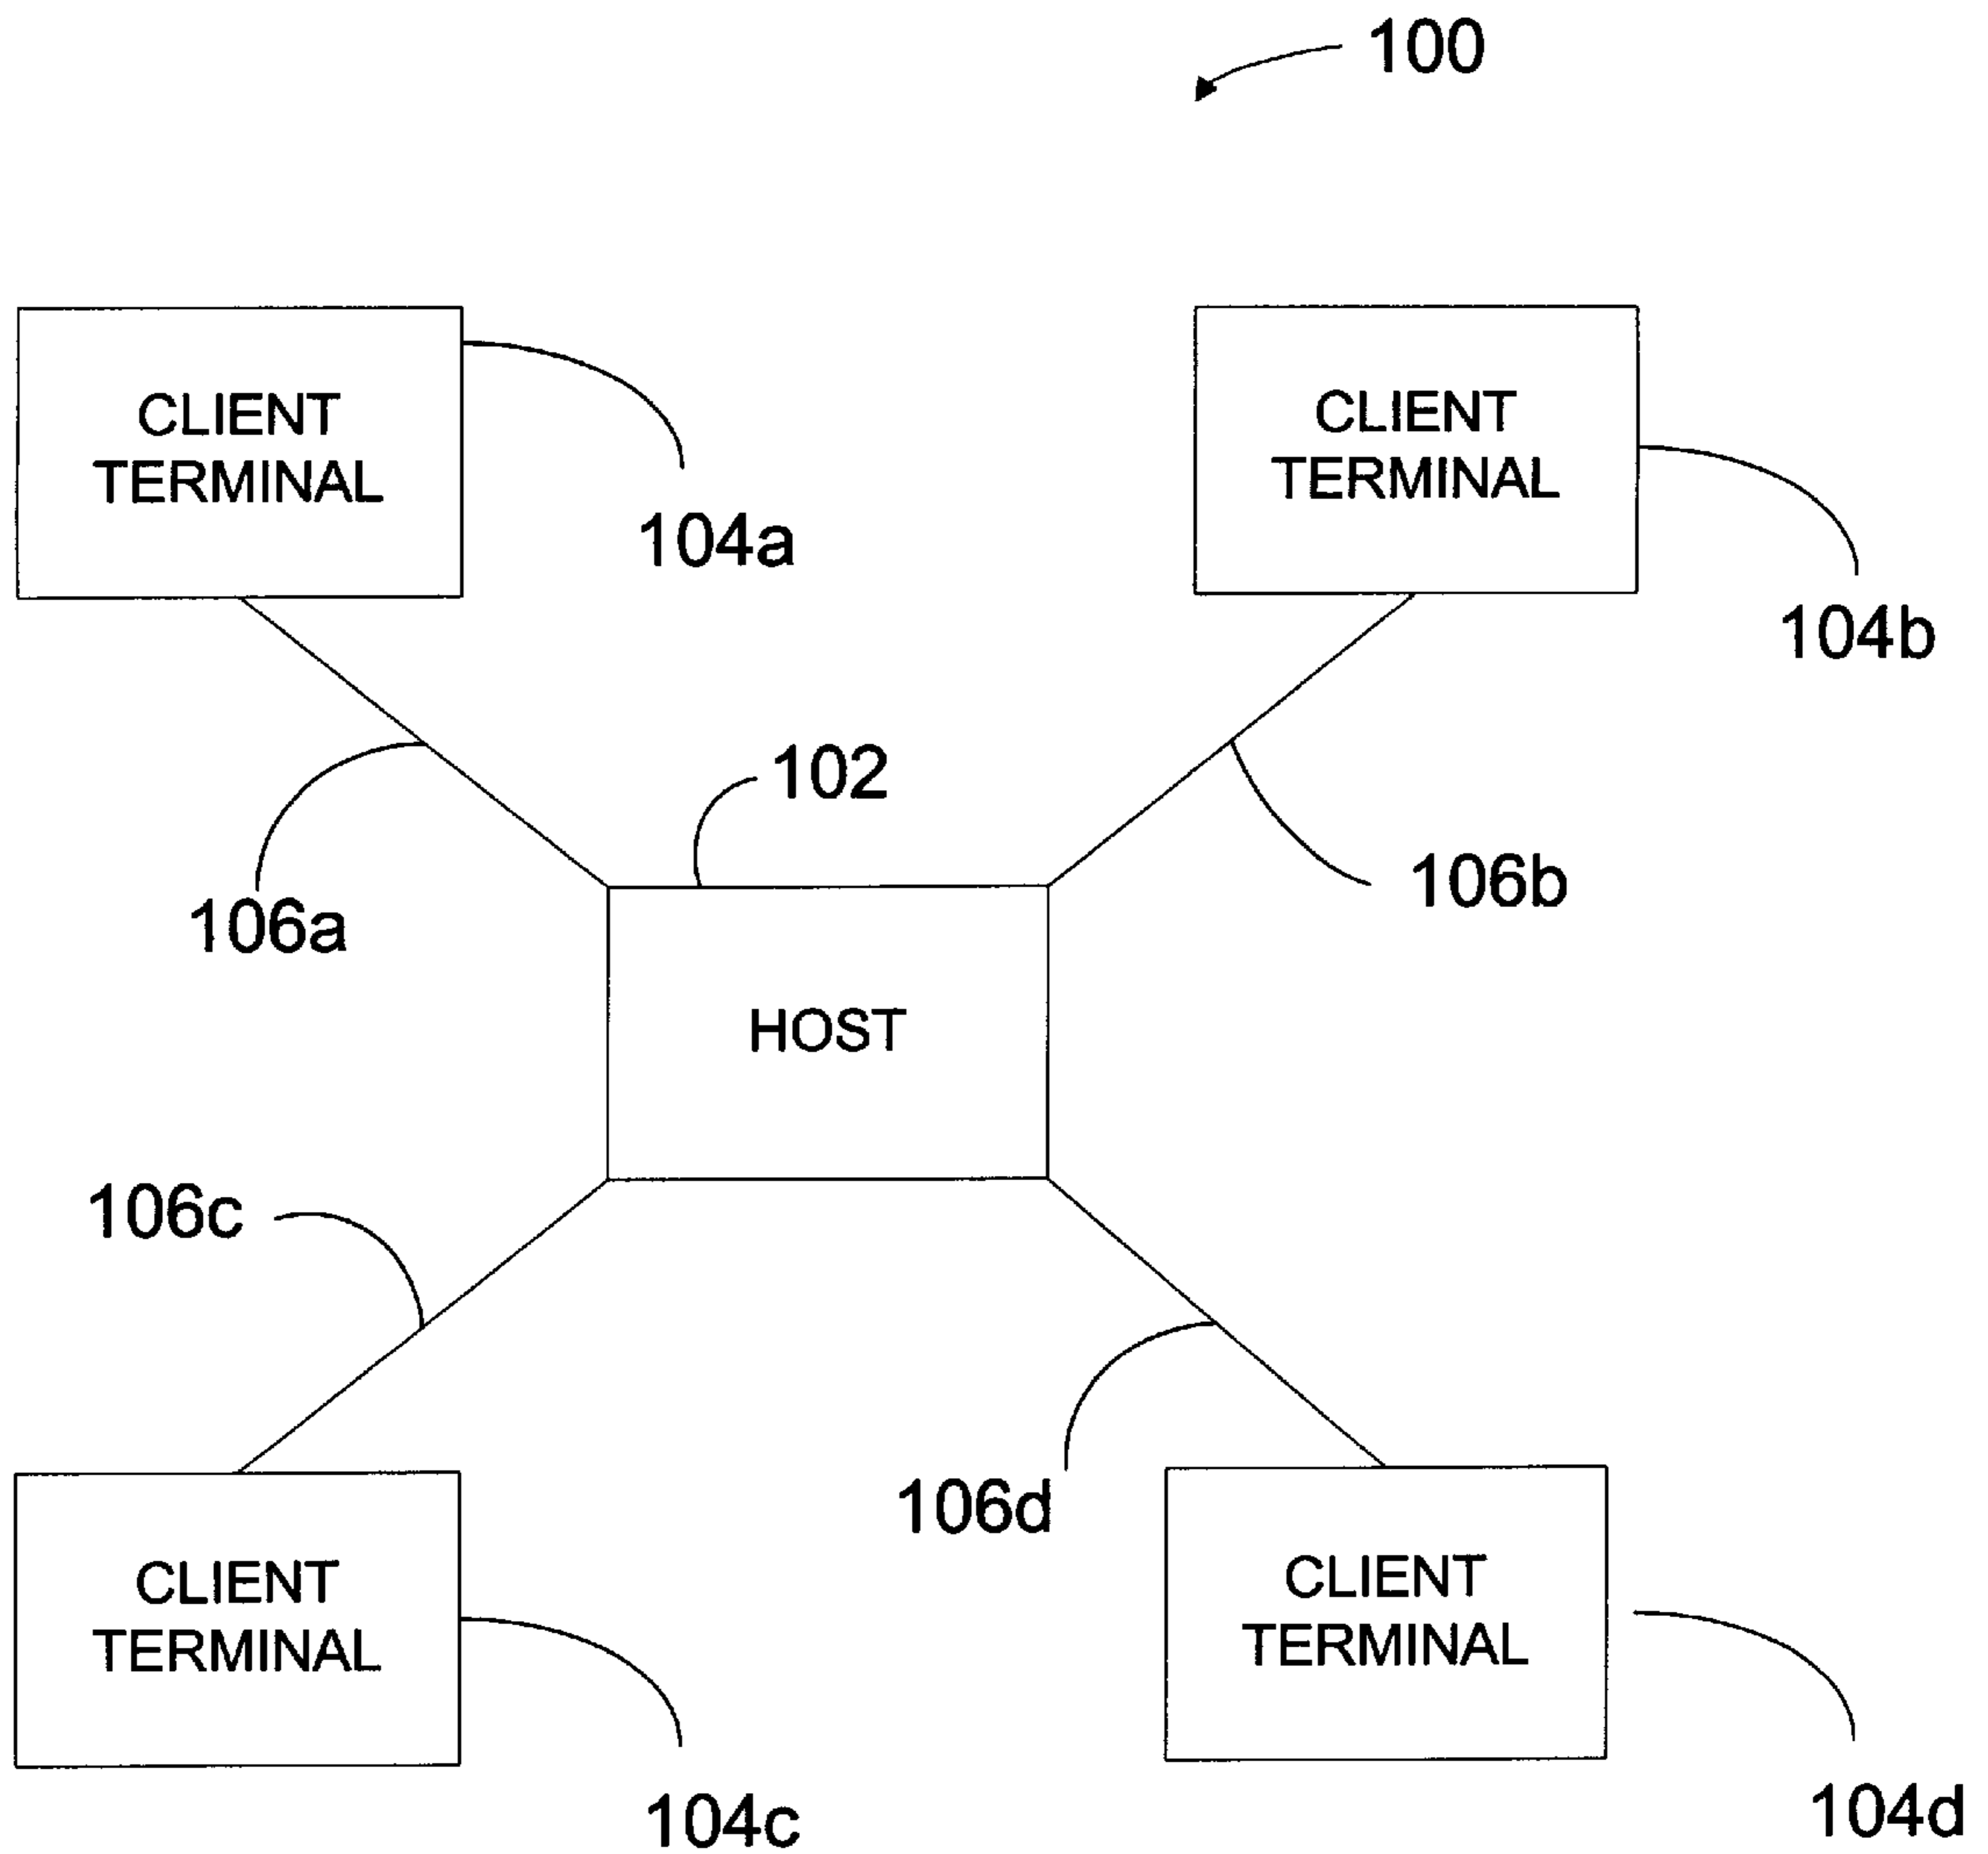 100
CLIENT
TERMINAL
104a
CLIENT
TERMINAL
104b
106a
102
106b
HOST
106c
106d
CLIENT
TERMINAL
104c
CLIENT
TERMINAL
104d